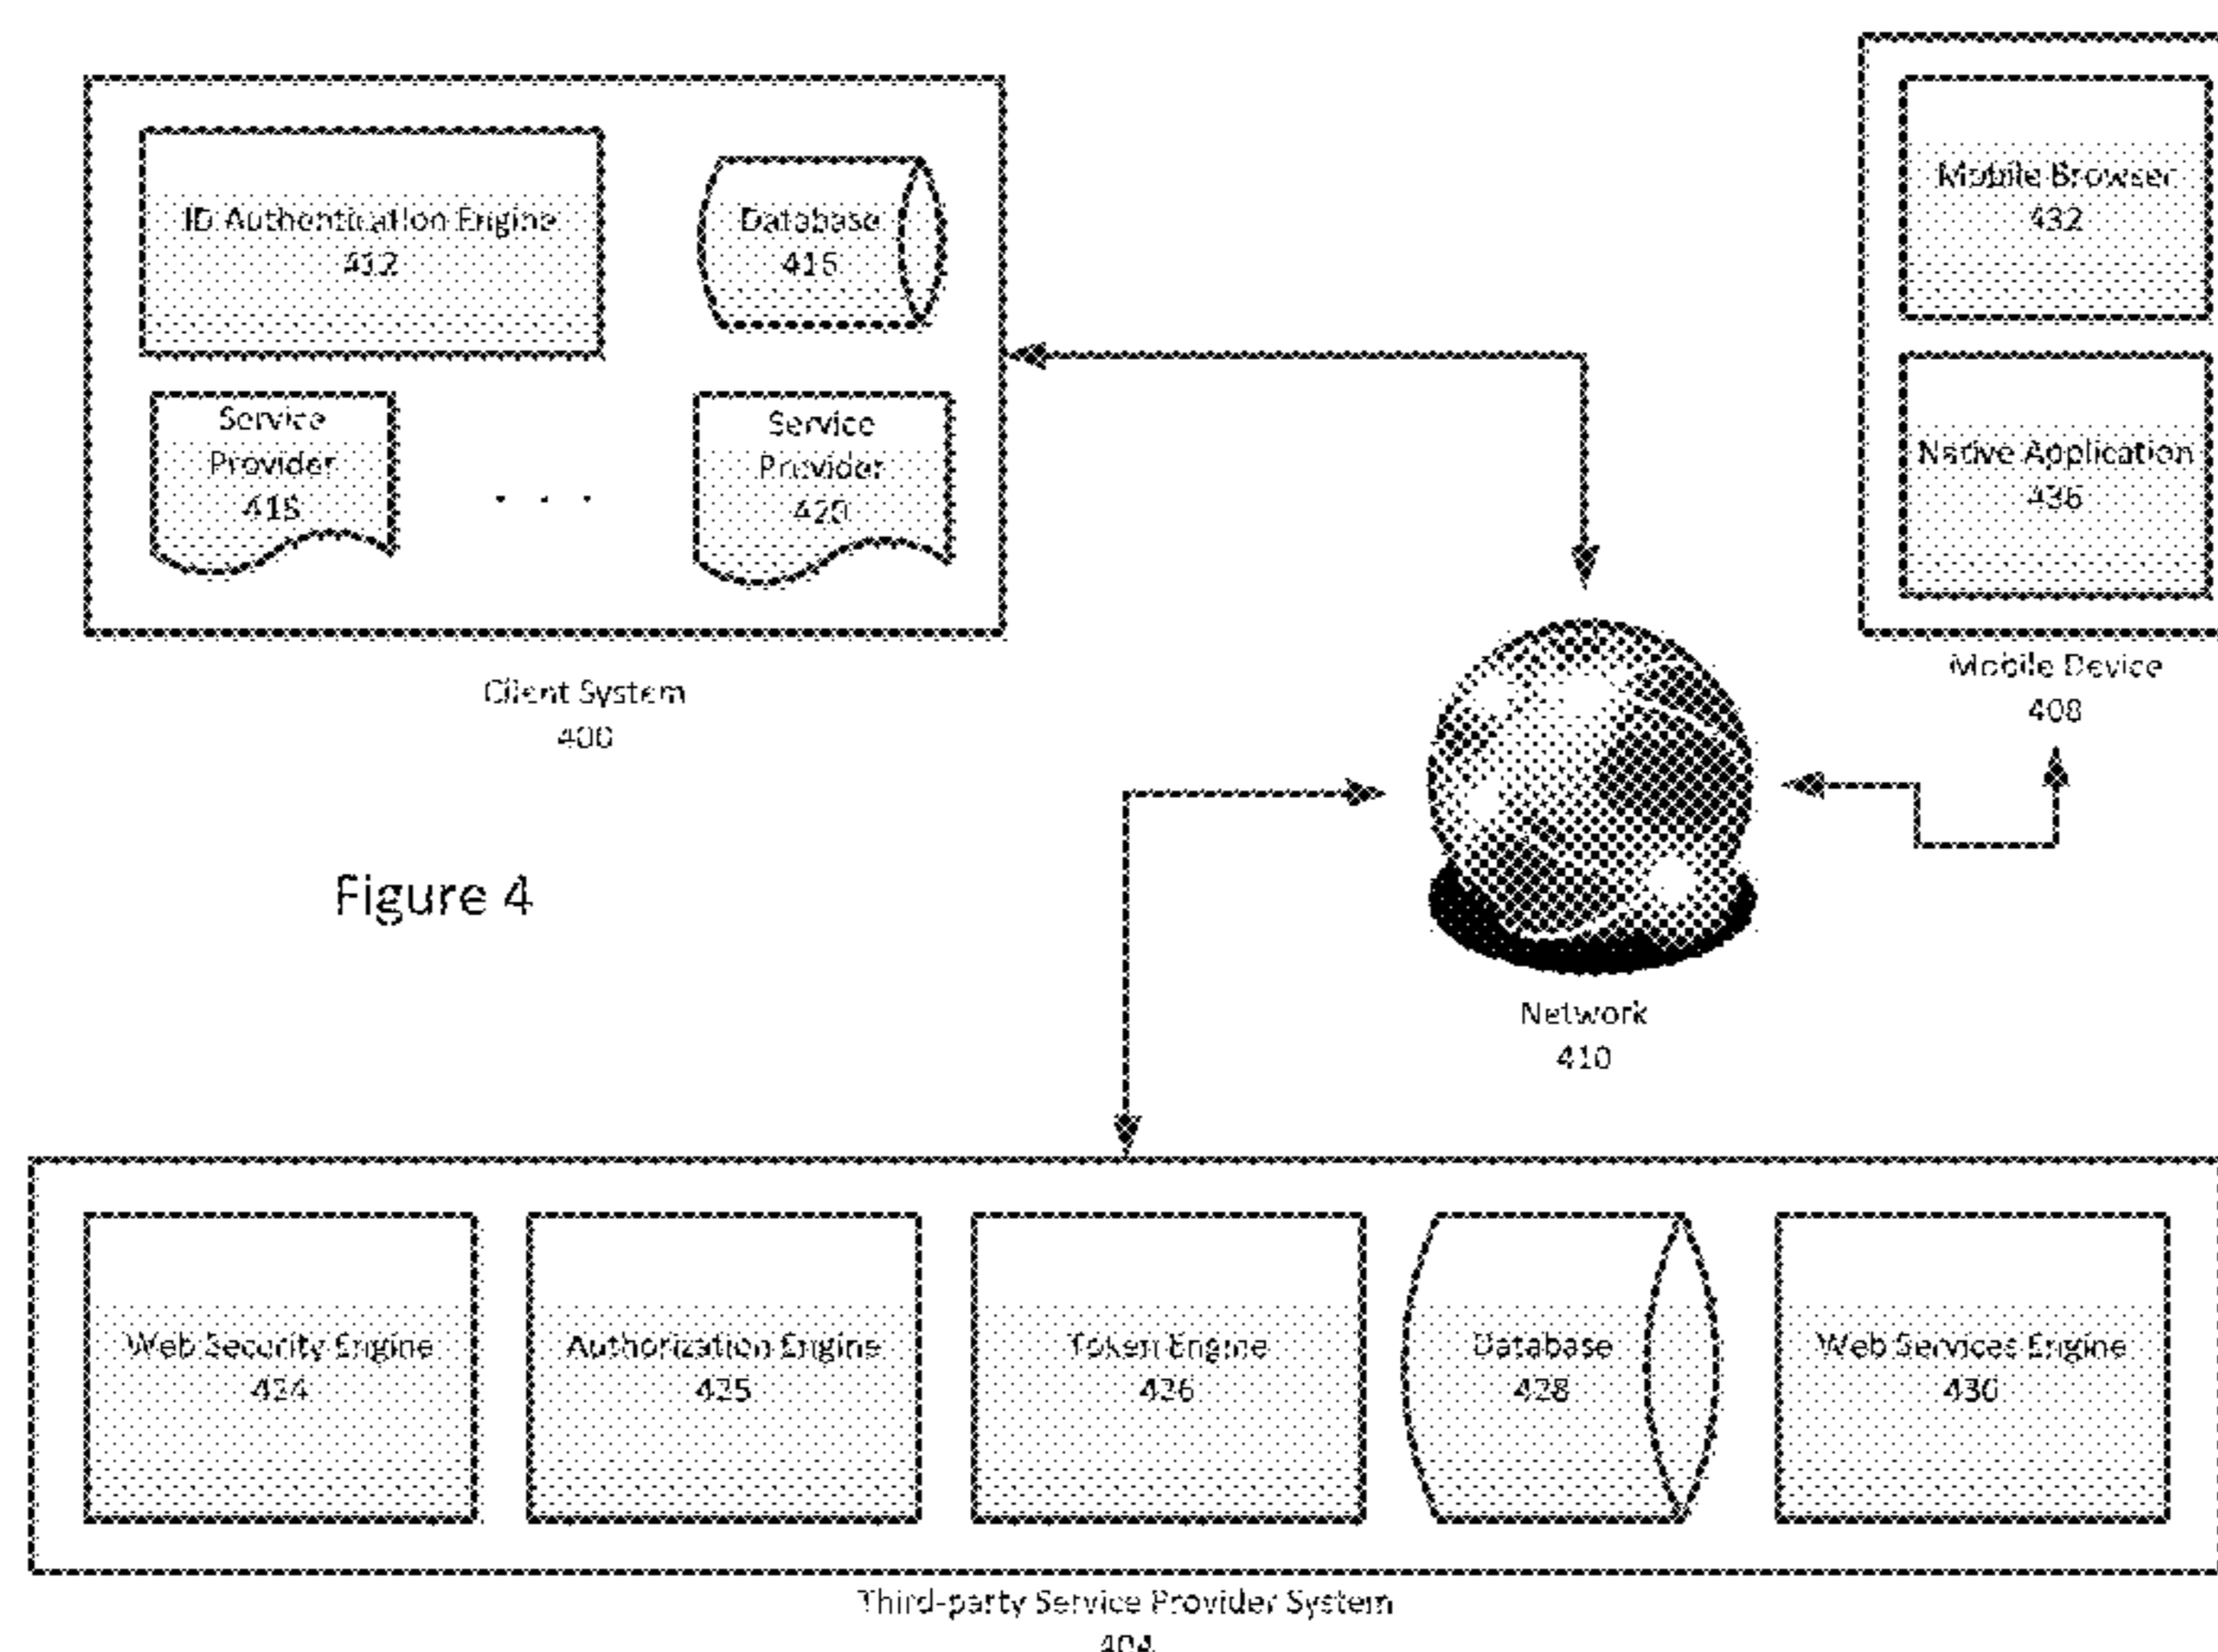 ID Authentication Engine
412
Database
416
Service
Provider
418
. . .
Service
Provider
420
Client System
400
Mobile Browser
432
Native Application
436
Mobile Device
408
Figure 4
Network
410
Web Security Engine
424
Authorization Engine
425
Token Engine
426
Database
428
Web Services Engine
430
Third-party Service Provider System
404